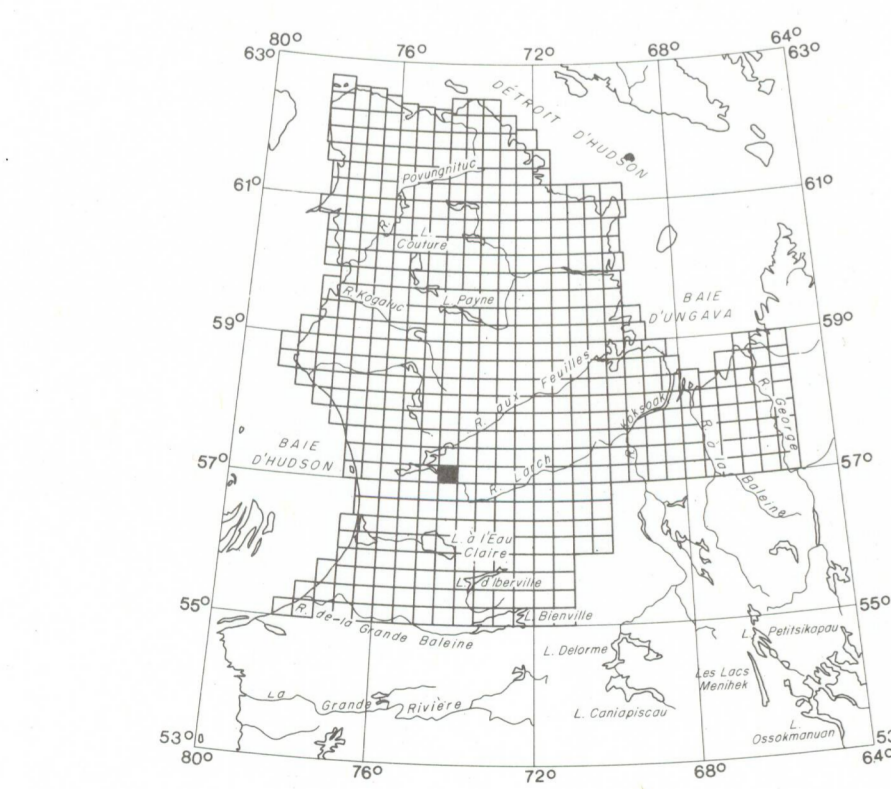 80°
76°
72°
68°
64°
63°
63°
DÉTROIT D'HUDSON
61°
61°
R. Povungnituc
L. Couture
R. Kogaluc
L. Payne
BAIE
D'UNGAVA
59°
59°
R. aux Feuilles
R. Koksoak
R. à la Baleine
R. George
BAIE
D'HUDSON
57°
57°
R. Larch
L. à l'Eau
Claire
L. d'Iberville
55°
55°
R. de-la Grande Baleine
L. Bienville
L. Delorme
L. Petitsikapau
Les Lacs
Menihek
La Grande Rivière
L. Caniapiscau
L.
Ossokmanuan
53°
53
80°
76°
72°
68°
64°